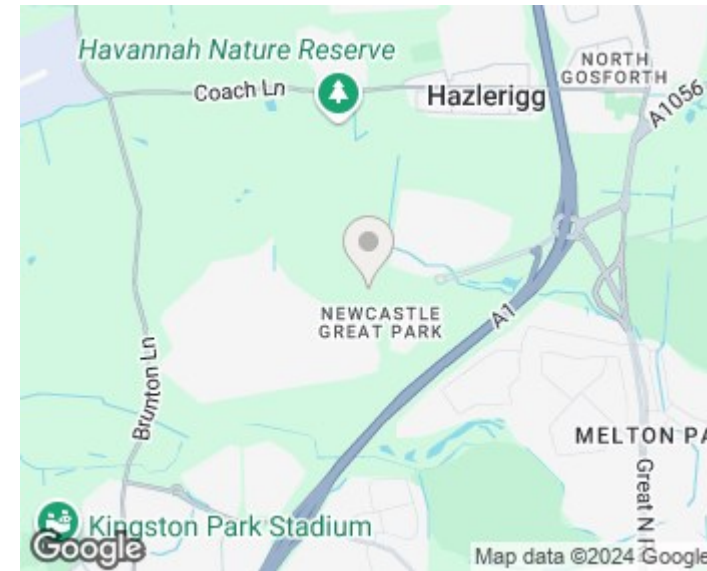 Havannah Nature Reserve
Coach Ln
Hazlerigg
NORTH
GOSFORTH
A1056
NEWCASTLE
GREAT PARK
A1
Brunton Ln
MELTON PA
Great N R
Kingston Park Stadium
Google
Map data ©2024 Google